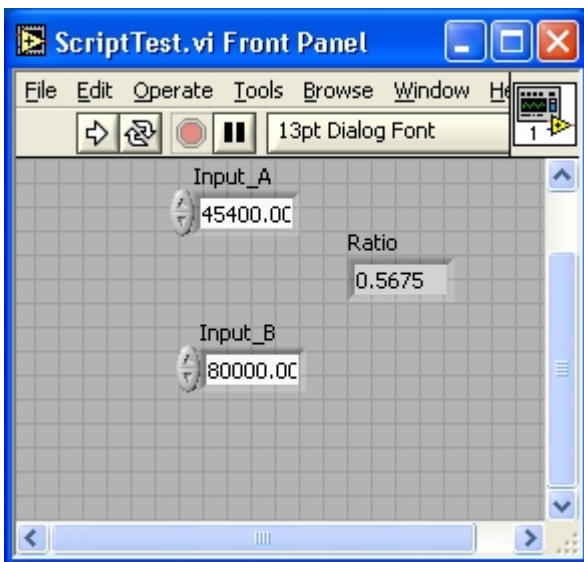 ScriptTest.vi Front Panel
File Edit Operate Tools Browse Window He
13pt Dialog Font
1
Input_A
45400.00
Ratio
0.5675
Input_B
80000.00